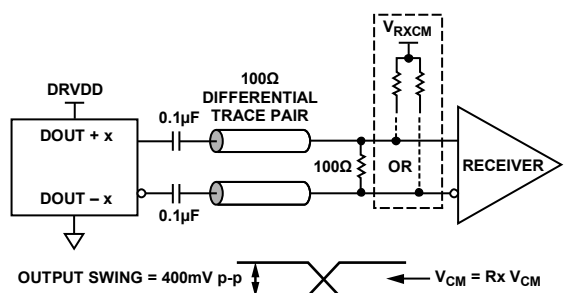 V_RXCM
DRVDD
100Ω
DIFFERENTIAL
TRACE PAIR
0.1µF
DOUT + x
100Ω
OR
RECEIVER
DOUT – x
0.1µF
OUTPUT SWING = 400mV p-p
V_CM = Rx V_CM